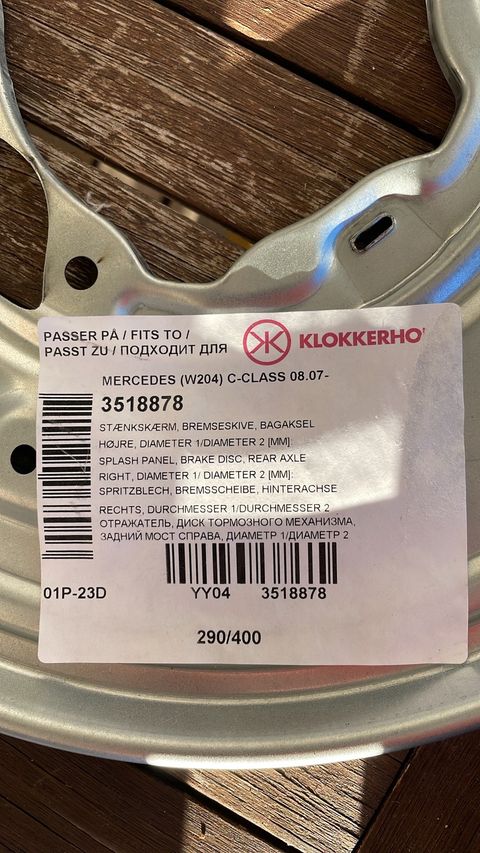 PASSER PÅ / FITS TO /
PASST ZU / ПОДХОДИТ ДЛЯ
KLOKKERHO
MERCEDES (W204) C-CLASS 08.07-
3518878
STÆNKSKÆRM, BREMSESKIVE, BAGAKSEL
HØJRE, DIAMETER 1/DIAMETER 2 [MM]:
SPLASH PANEL, BRAKE DISC, REAR AXLE
RIGHT, DIAMETER 1/ DIAMETER 2 [MM]:
SPRITZBLECH, BREMSSCHEIBE, HINTERACHSE
RECHTS, DURCHMESSER 1/DURCHMESSER 2
ОТРАЖАТЕЛЬ, ДИСК ТОРМОЗНОГО МЕХАНИЗМА,
ЗАДНИЙ МОСТ СПРАВА, ДИАМЕТР 1/ДИАМЕТР 2
01P-23D
YY04 3518878
290/400